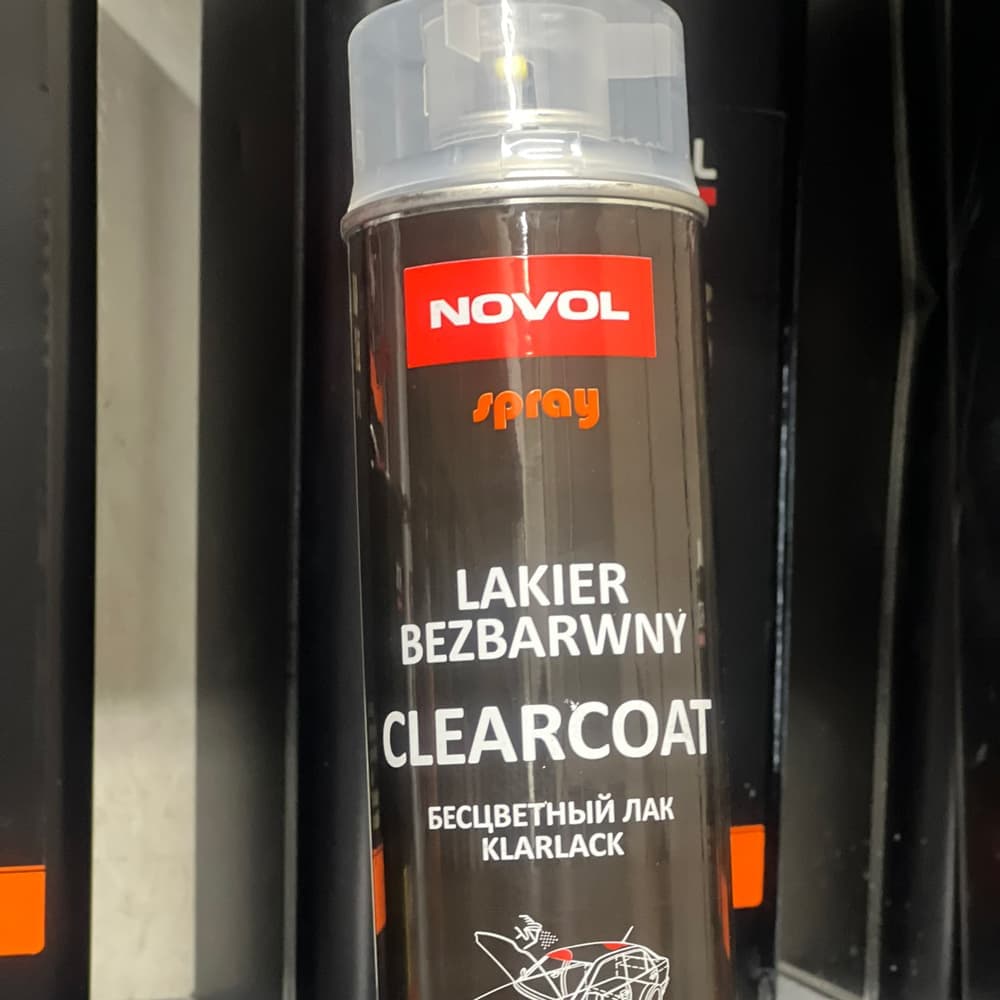 NOVOL
spray
LAKIER
BEZBARWNY
CLEARCOAT
БЕСЦВЕТНЫЙ ЛАК
KLARLACK